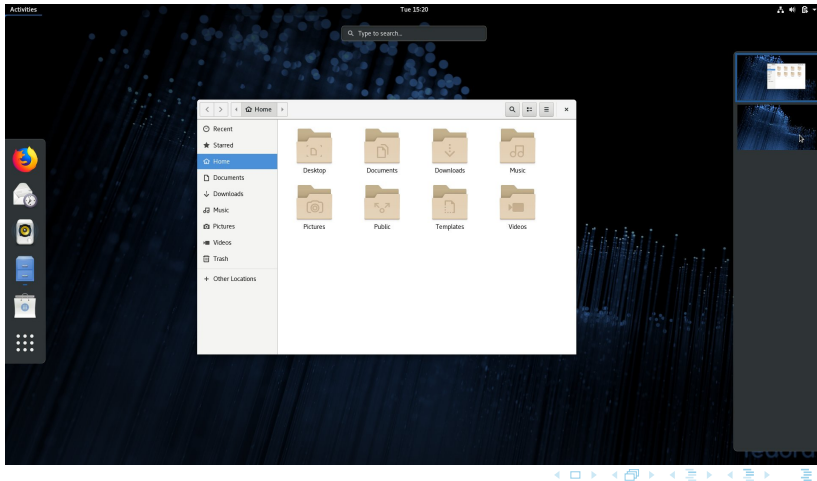 Activities
Tue 15:20
Type to search...
Home
Recent
Starred
Home
Documents
Downloads
Music
Pictures
Videos
Trash
Other Locations
Desktop Documents Downloads Music
Pictures Public Templates Videos